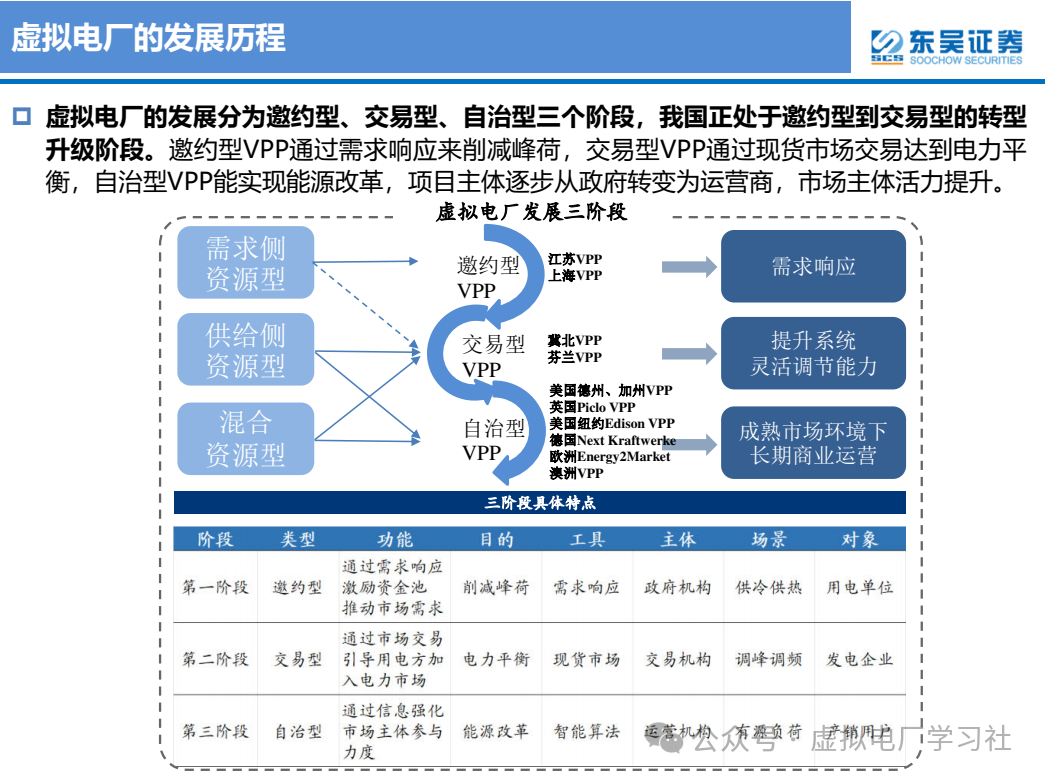 虚拟电厂的发展历程
SCS
东吴证券
SOOCHOW SECURITIES
虚拟电厂的发展分为邀约型、交易型、自治型三个阶段，我国正处于邀约型到交易型的转型
升级阶段。邀约型VPP通过需求响应来削减峰荷，交易型VPP通过现货市场交易达到电力平
衡，自治型VPP能实现能源改革，项目主体逐步从政府转变为运营商，市场主体活力提升。
虚拟电厂发展三阶段
需求侧
资源型
供给侧
资源型
混合
资源型
邀约型
VPP
交易型
VPP
自治型
VPP
江苏VPP
上海VPP
冀北VPP
芬兰VPP
美国德州、加州VPP
英国Piclo VPP
美国纽约Edison VPP
德国Next Kraftwerke
欧洲Energy2Market
澳洲VPP
需求响应
提升系统
灵活调节能力
成熟市场环境下
长期商业运营
三阶段具体特点
阶段 类型 功能 目的 工具 主体 场景 对象
第一阶段 邀约型 通过需求响应 削减峰荷 需求响应 政府机构 供冷供热 用电单位
激励资金池
推动市场需求
第二阶段 交易型 通过市场交易 电力平衡 现货市场 交易机构 调峰调频 发电企业
引导用电方加
入电力市场
第三阶段 自治型 通过信息强化 能源改革 智能算法 运营机构 有源负荷 产销用户
市场主体参与
力度
公众号 · 虚拟电厂学习社